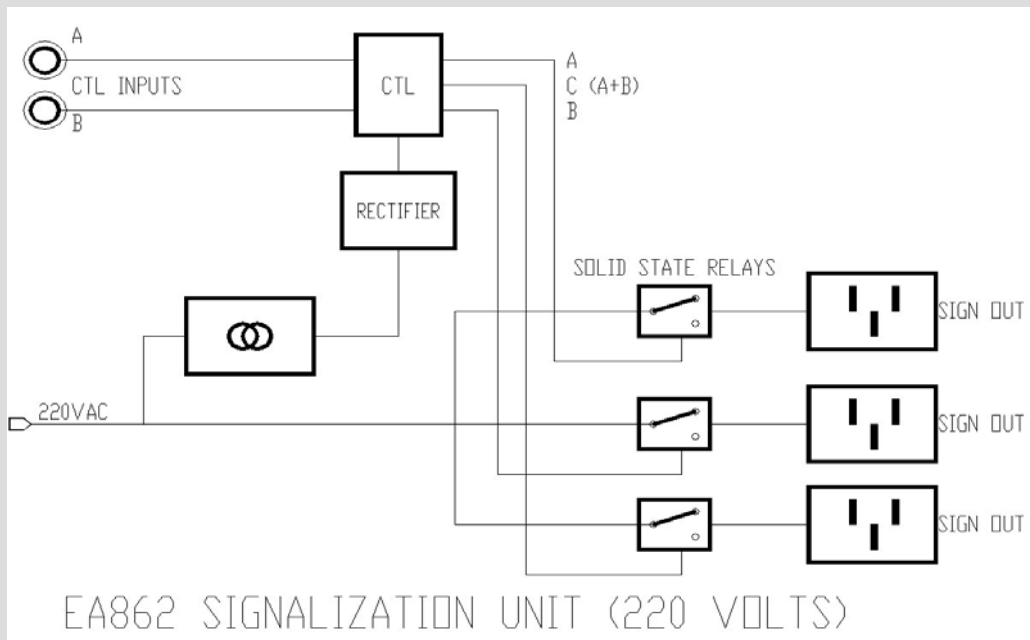 A
CTL INPUTS
B
CTL
A
C (A+B)
B
RECTIFIER
SOLID STATE RELAYS
SIGN OUT
220VAC
SIGN OUT
SIGN OUT
EA862 SIGNALIZATION UNIT (220 VOLTS)